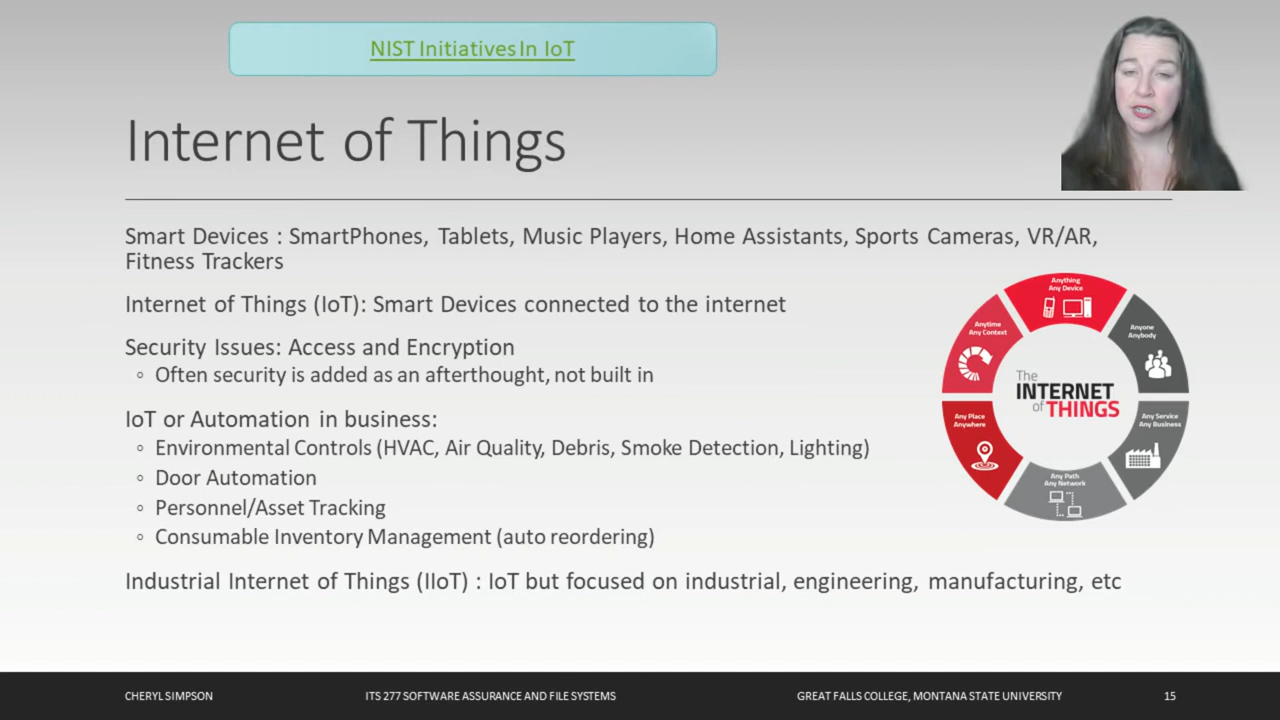 NIST Initiatives In IoT
Internet of Things
Smart Devices : SmartPhones, Tablets, Music Players, Home Assistants, Sports Cameras, VR/AR,
Fitness Trackers
Internet of Things (IoT): Smart Devices connected to the internet
Security Issues: Access and Encryption
◦ Often security is added as an afterthought, not built in
IoT or Automation in business:
◦ Environmental Controls (HVAC, Air Quality, Debris, Smoke Detection, Lighting)
◦ Door Automation
◦ Personnel/Asset Tracking
◦ Consumable Inventory Management (auto reordering)
Industrial Internet of Things (IIoT) : IoT but focused on industrial, engineering, manufacturing, etc
Anything
Any Device
Anyone
Anybody
Any Service
Any Business
Any Path
Any Network
Any Place
Anywhere
Anytime
Any Context
The
INTERNET
of THINGS
CHERYL SIMPSON
ITS 277 SOFTWARE ASSURANCE AND FILE SYSTEMS
GREAT FALLS COLLEGE, MONTANA STATE UNIVERSITY
15